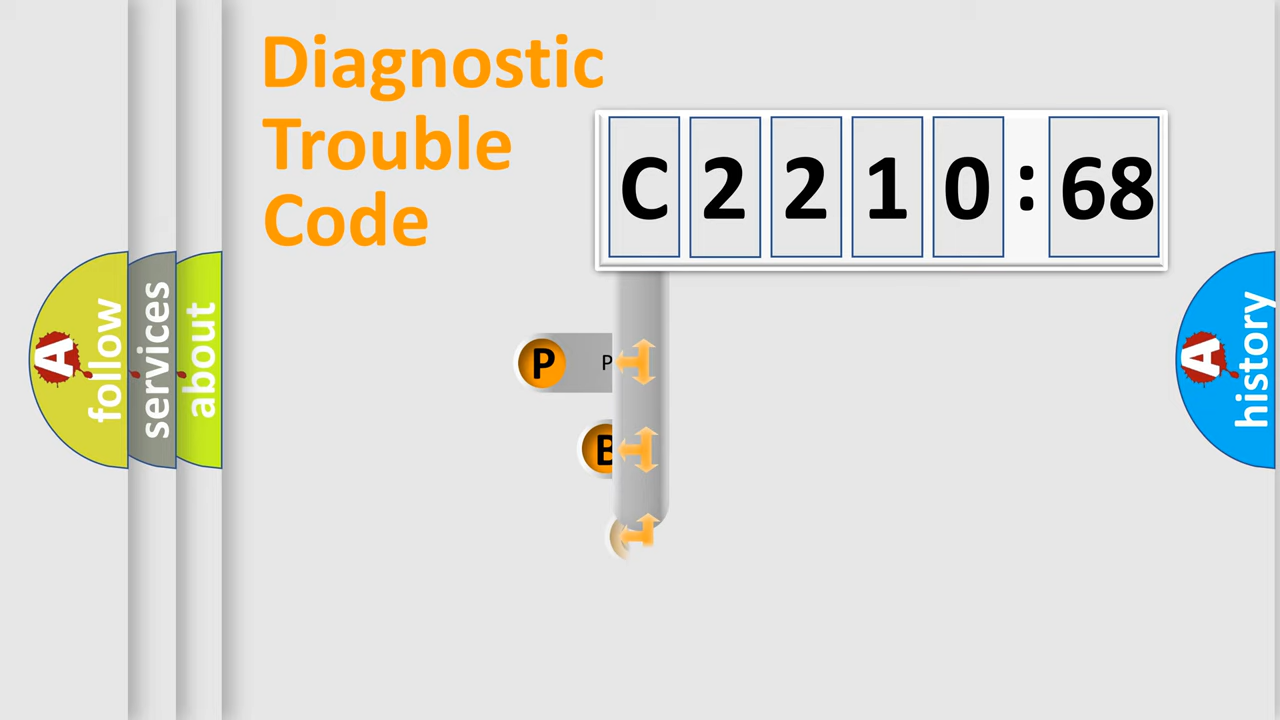 Diagnostic
Trouble
Code
C 2 2 1 0 : 68
P P
B
A follow
services
about
A history